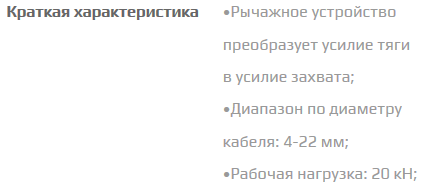 Краткая характеристика •Рычажное устройство
преобразует усилие тяги
в усилие захвата;
•Диапазон по диаметру
кабеля: 4-22 мм;
•Рабочая нагрузка: 20 кН;